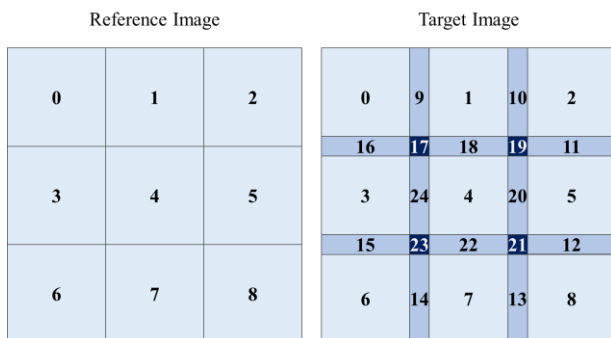 Reference Image
0 1 2
3 4 5
6 7 8
Target Image
0 9 1 10 2
16 17 18 19 11
3 24 4 20 5
15 23 22 21 12
6 14 7 13 8